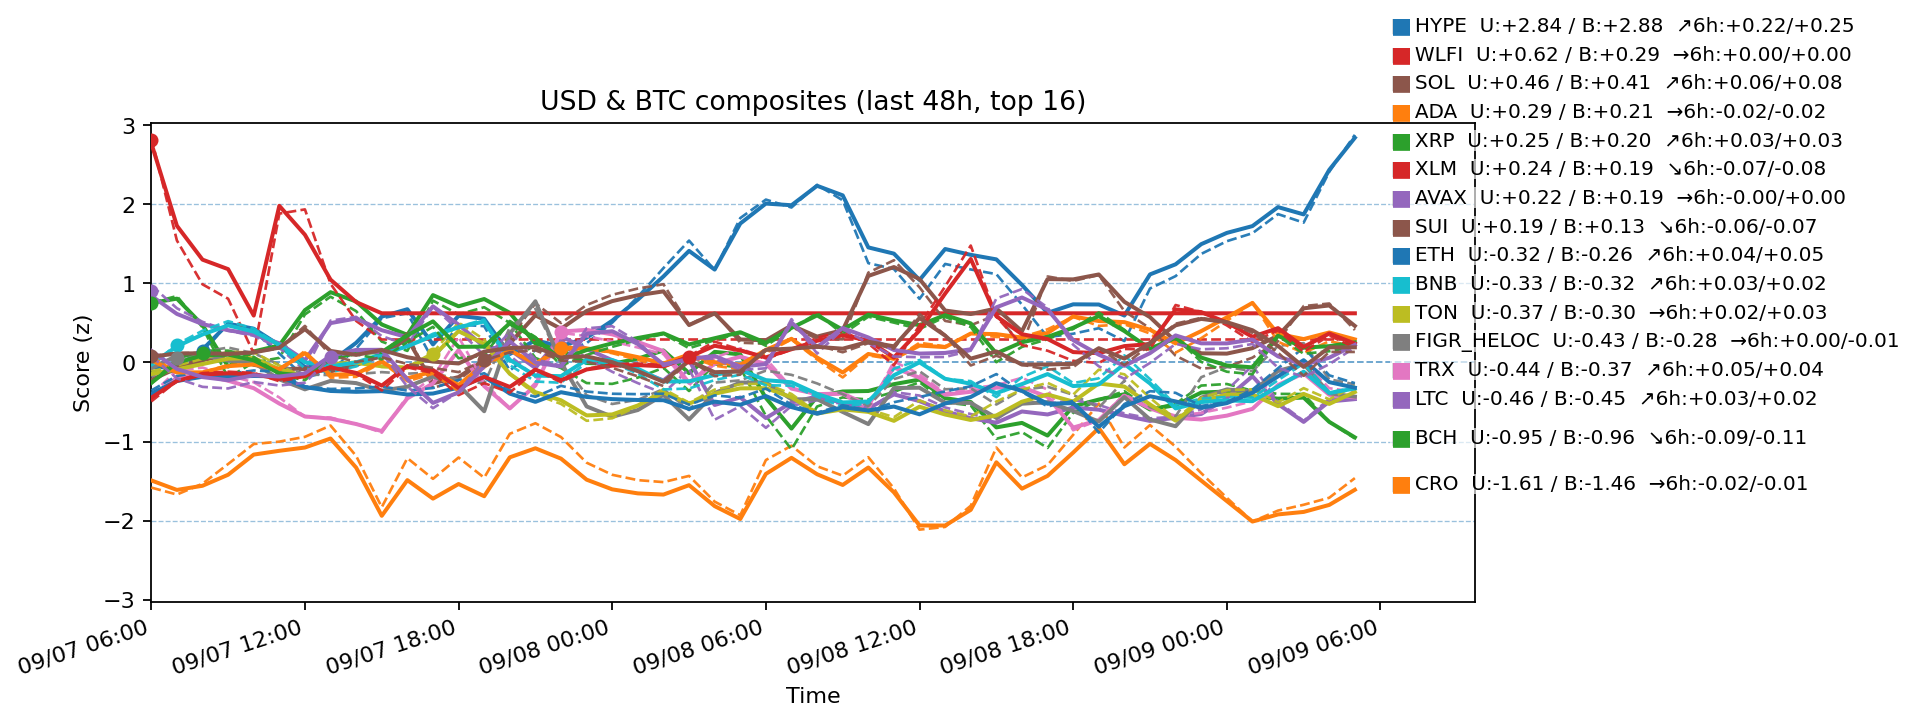 HYPE  U:+2.84 / B:+2.88  ↗6h:+0.22/+0.25
WLFI  U:+0.62 / B:+0.29  →6h:+0.00/+0.00
SOL  U:+0.46 / B:+0.41  ↗6h:+0.06/+0.08
ADA  U:+0.29 / B:+0.21  →6h:-0.02/-0.02
XRP  U:+0.25 / B:+0.20  ↗6h:+0.03/+0.03
XLM  U:+0.24 / B:+0.19  ↘6h:-0.07/-0.08
AVAX  U:+0.22 / B:+0.19  →6h:-0.00/+0.00
SUI  U:+0.19 / B:+0.13  ↘6h:-0.06/-0.07
ETH  U:-0.32 / B:-0.26  ↗6h:+0.04/+0.05
BNB  U:-0.33 / B:-0.32  ↗6h:+0.03/+0.02
TON  U:-0.37 / B:-0.30  →6h:+0.02/+0.03
FIGR_HELOC  U:-0.43 / B:-0.28  →6h:+0.00/-0.01
TRX  U:-0.44 / B:-0.37  ↗6h:+0.05/+0.04
LTC  U:-0.46 / B:-0.45  ↗6h:+0.03/+0.02
BCH  U:-0.95 / B:-0.96  ↘6h:-0.09/-0.11
CRO  U:-1.61 / B:-1.46  →6h:-0.02/-0.01
USD & BTC composites (last 48h, top 16)
3
2
1
0
−1
−2
−3
Score (z)
09/07 06:00
09/07 12:00
09/07 18:00
09/08 00:00
09/08 06:00
09/08 12:00
09/08 18:00
09/09 00:00
09/09 06:00
Time